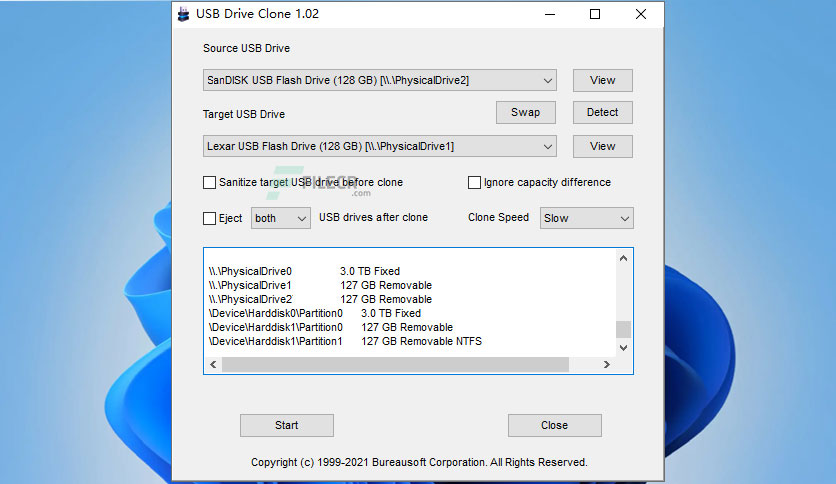 USB Drive Clone 1.02
Source USB Drive
SanDISK USB Flash Drive (128 GB) [\\.\PhysicalDrive2]
View
Target USB Drive
Swap
Detect
Lexar USB Flash Drive (128 GB) [\\.\PhysicalDrive1]
View
Sanitize target USB drive before clone
Ignore capacity difference
FILECR
.com
Eject
both
USB drives after clone
Clone Speed
Slow
\\.\PhysicalDrive0 3.0 TB Fixed
\\.\PhysicalDrive1 127 GB Removable
\\.\PhysicalDrive2 127 GB Removable
\Device\Harddisk0\Partition0 3.0 TB Fixed
\Device\Harddisk1\Partition0 127 GB Removable
\Device\Harddisk1\Partition1 127 GB Removable NTFS
Start
Close
Copyright (c) 1999-2021 Bureausoft Corporation. All Rights Reserved.